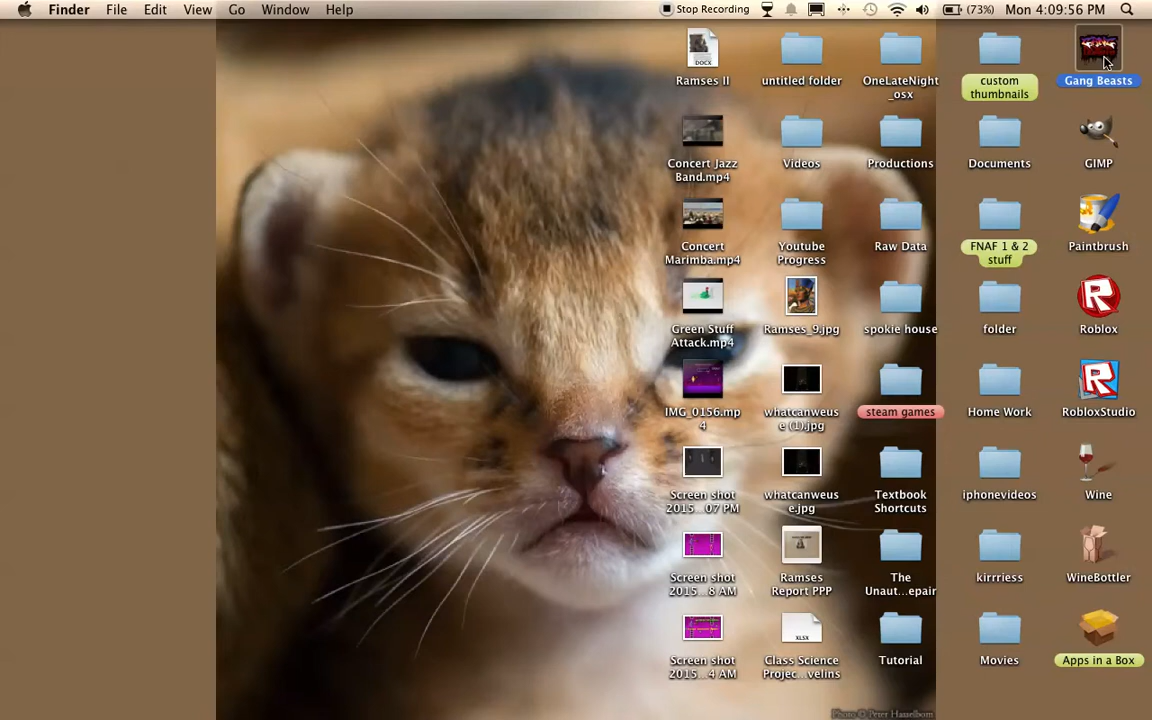 Finder File Edit View Go Window Help Stop Recording (73%) Mon 4:09:56 PM
Ramses II
untitled folder
OneLateNight
_osx
custom
thumbnails
Gang Beasts
Concert Jazz
Band.mp4
Videos
Productions
Documents
GIMP
Concert
Marimba.mp4
Youtube
Progress
Raw Data
FNAF 1 & 2
stuff
Paintbrush
Green Stuff
Attack.mp4
Ramses_9.jpg
spokie house
folder
Roblox
IMG_0156.mp
4
whatcanweus
e (1).jpg
steam games
Home Work
RobloxStudio
Screen shot
2015...07 PM
whatcanweus
e.jpg
Textbook
Shortcuts
iphonevideos
Wine
Screen shot
2015...8 AM
Ramses
Report PPP
The
Unaut...epair
kirrriess
WineBottler
Screen shot
2015...4 AM
Class Science
Projec...velins
Tutorial
Movies
Apps in a Box
DOCX
XLSX
Photo © Peter Hasselbom